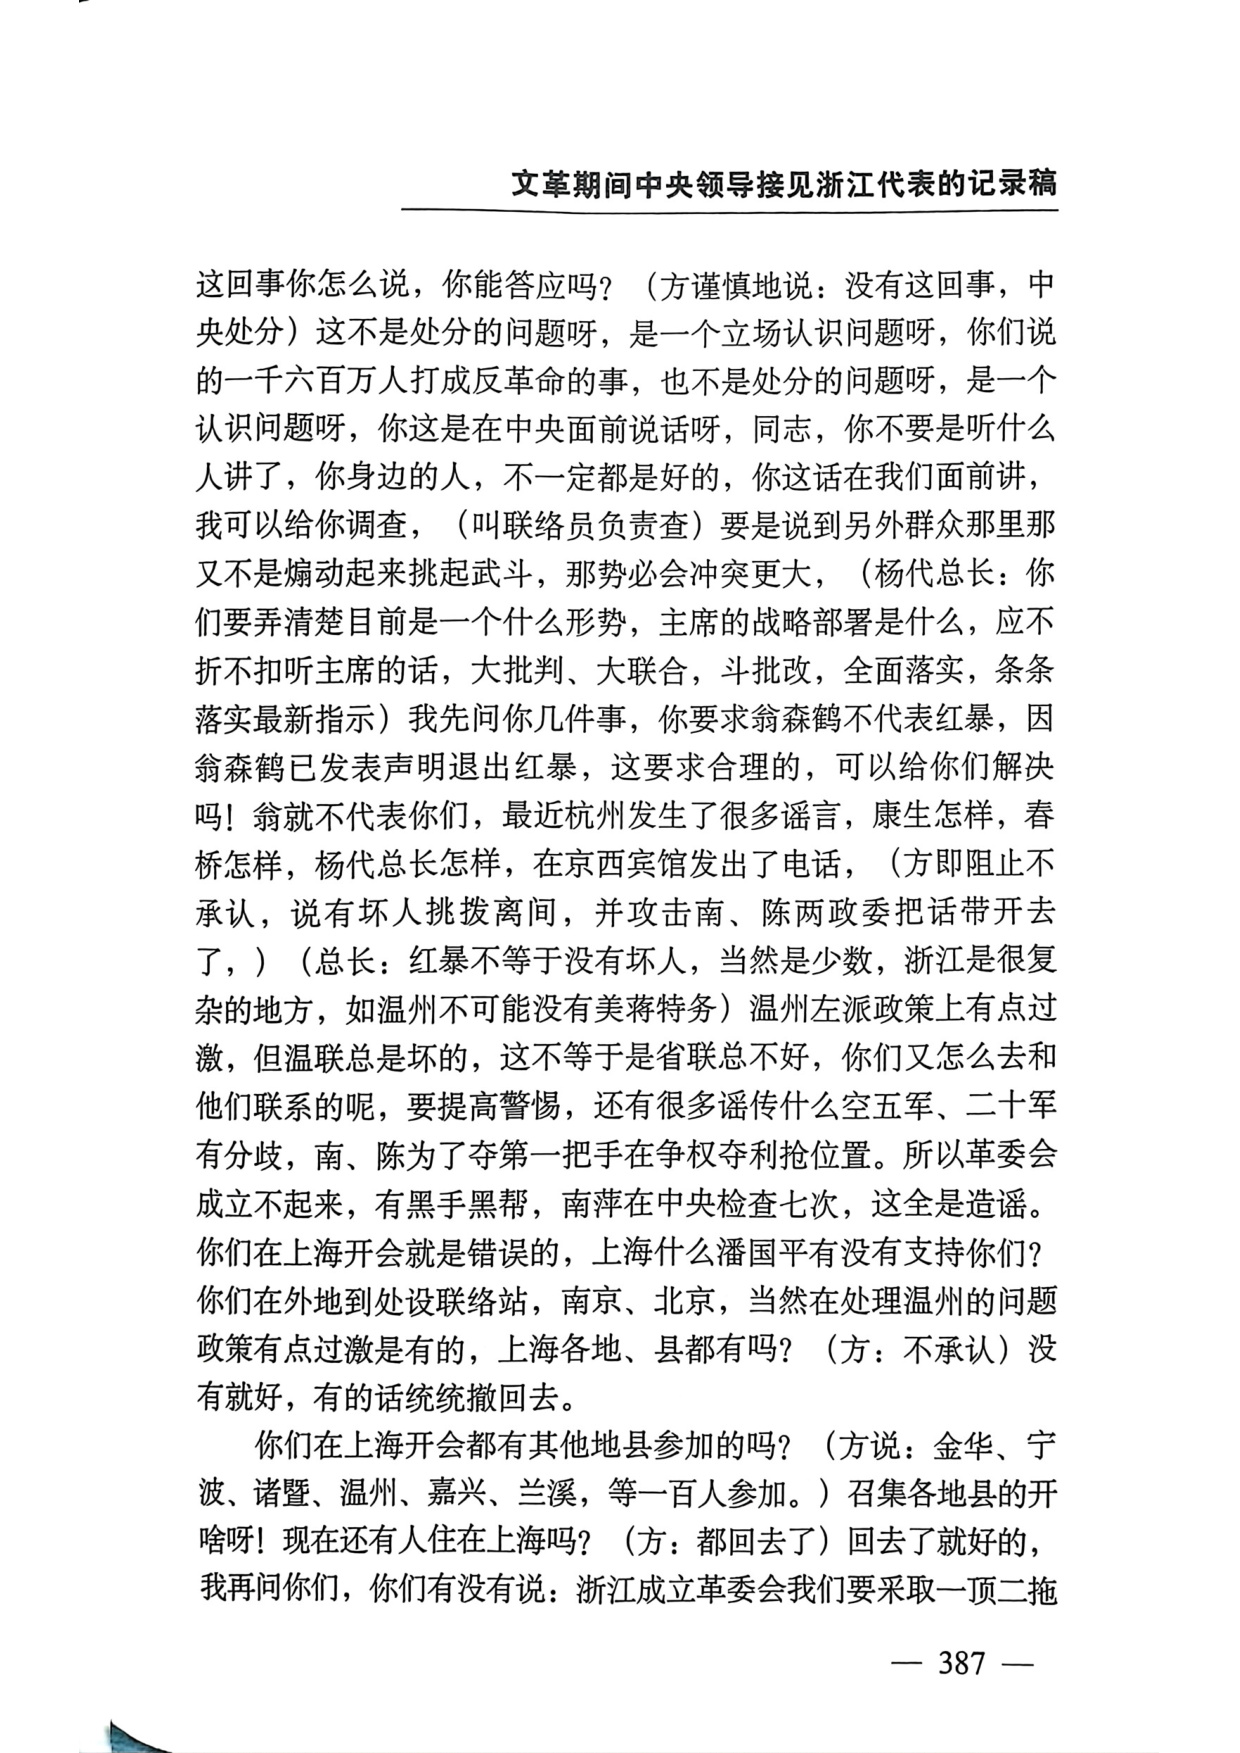 文革期间中央领导接见浙江代表的记录稿
这回事你怎么说，你能答应吗？（方谨慎地说：没有这回事，中
央处分）这不是处分的问题呀，是一个立场认识问题呀，你们说
的一千六百万人打成反革命的事，也不是处分的问题呀，是一个
认识问题呀，你这是在中央面前说话呀，同志，你不要是听什么
人讲了，你身边的人，不一定都是好的，你这话在我们面前讲，
我可以给你调查，（叫联络员负责查）要是说到另外群众那里那
又不是煽动起来挑起武斗，那势必会冲突更大，（杨代总长：你
们要弄清楚目前是一个什么形势，主席的战略部署是什么，应不
折不扣听主席的话，大批判、大联合，斗批改，全面落实，条条
落实最新指示）我先问你几件事，你要求翁森鹤不代表红暴，因
翁森鹤已发表声明退出红暴，这要求合理的，可以给你们解决
吗！翁就不代表你们，最近杭州发生了很多谣言，康生怎样，春
桥怎样，杨代总长怎样，在京西宾馆发出了电话，（方即阻止不
承认，说有坏人挑拨离间，并攻击南、陈两政委把话带开去
了，）（总长：红暴不等于没有坏人，当然是少数，浙江是很复
杂的地方，如温州不可能没有美蒋特务）温州左派政策上有点过
激，但温联总是坏的，这不等于是省联总不好，你们又怎么去和
他们联系的呢，要提高警惕，还有很多谣传什么空五军、二十军
有分歧，南、陈为了夺第一把手在争权夺利抢位置。所以革委会
成立不起来，有黑手黑帮，南萍在中央检查七次，这全是造谣。
你们在上海开会就是错误的，上海什么潘国平有没有支持你们？
你们在外地到处设联络站，南京、北京，当然在处理温州的问题
政策有点过激是有的，上海各地、县都有吗？（方：不承认）没
有就好，有的话统统撤回去。
你们在上海开会都有其他地县参加的吗？（方说：金华、宁
波、诸暨、温州、嘉兴、兰溪，等一百人参加。）召集各地县的开
啥呀！现在还有人住在上海吗？（方：都回去了）回去了就好的，
我再问你们，你们有没有说：浙江成立革委会我们要采取一顶二拖
— 387 —